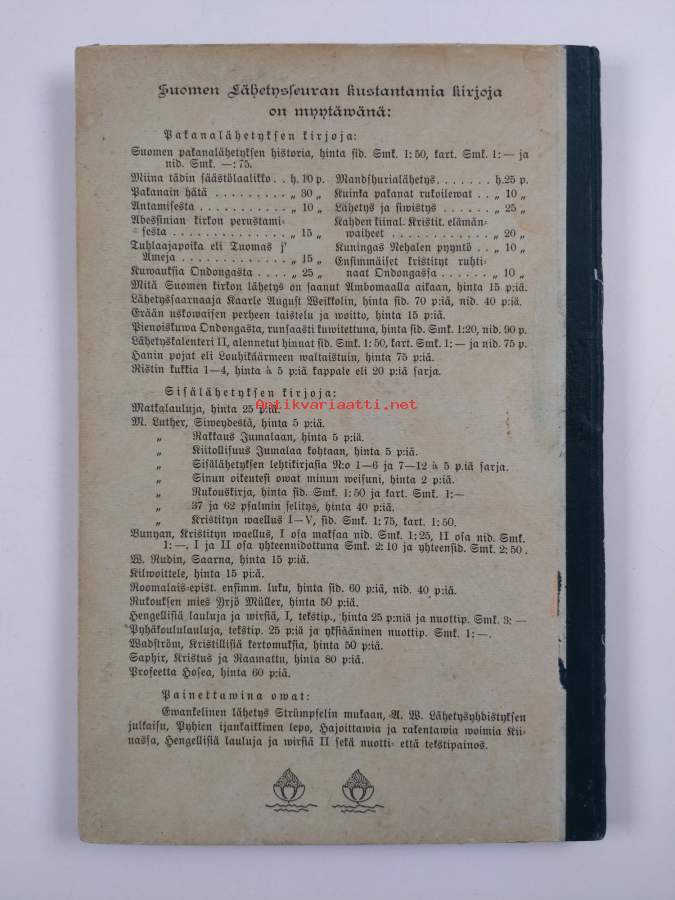 Suomen Lähetysseuran kustantamia kirjoja
on myytäwänä:
Pakanalähetyksen kirjoja:
Suomen pakanalähetyksen historia, hinta sid. Smk. 1:50, kart. Smk. 1:— ja
nid. Smk. —:75.
Miina tädin säästölaalikko . . h. 10 p.
Pakanain hätä . . . . . . . . . „ 30 „
Antamisesta . . . . . . . . . . „ 10 „
Abessinian kirkon perustami-
sesta . . . . . . . . . . . . „ 15 „
Tuhlaajapoika eli Tuomas j'
Ameja . . . . . . . . . . . . „ 15 „
Kuwauksia Ondongasta . . . . „ 25 „
Mandshurialähetys . . . . . . . h. 25 p.
Kuinka pakanat rukoilewat . . „ 10 „
Lähetys ja siwistys . . . . . . „ 25 „
Kahden kiinal. Kristit. elämän-
waiheet . . . . . . . . . . . . „ 20 „
Kuningas Nehalen pyyntö . . „ 10 „
Ensimmäiset kristityt ruhti-
naat Ondongassa . . . . . . . „ 10 „
Mitä Suomen kirkon lähetys on saanut Ambomaalla aikaan, hinta 15 p:iä.
Lähetyssaarnaaja Kaarle August Weikkolin, hinta sid. 70 p:iä, nid. 40 p:iä.
Erään uskowaisen perheen taistelu ja woitto, hinta 15 p:iä.
Pienoiskuwa Ondongasta, runsaasti kuwitettuna, hinta sid. Smk. 1:20, nid. 90 p.
Lähetyskalenteri II, alennetut hinnat sid. Smk. 1:50, kart. Smk. 1:— ja nid. 75 p.
Hanin pojat eli Louhikäärmeen waltaistuin, hinta 75 p:iä.
Ristin kukkia 1—4, hinta à 5 p:iä kappale eli 20 p:iä sarja.
Sisälähetyksen kirjoja:
Matkalauluja, hinta 25 p:iä.
Antikvariaatti.net
M. Luther, Siweydestä, hinta 5 p:iä.
„ Rakkaus Jumalaan, hinta 5 p:iä.
„ Kiitollisuus Jumalaa kohtaan, hinta 5 p:iä.
„ Sisälähetyksen lehtikirjasia N:o 1—6 ja 7—12 à 5 p:iä sarja.
„ Sinun oikeutesi owat minun weisuni, hinta 2 p:iä.
„ Rukouskirja, hinta sid. Smk. 1:50 ja kart. Smk. 1:—
„ 37 ja 62 psalmin selitys, hinta 40 p:iä.
„ Kristityn waellus I—V, sid. Smk. 1:75, kart. 1:50.
Bunyan, Kristityn waellus, I osa maksaa nid. Smk. 1:25, II osa nid. Smk.
1:—, I ja II osa yhteennidottuna Smk. 2:10 ja yhteensid. Smk. 2:50.
W. Rudin, Saarna, hinta 15 p:iä.
Kilwoittele, hinta 15 p:iä.
Roomalais-epist. ensimm. luku, hinta sid. 60 p:iä, nid. 40 p:iä.
Rukouksen mies Yrjö Müller, hinta 50 p:iä.
Hengellisiä lauluja ja wirsiä, I, tekstip., hinta 25 p:niä ja nuottip. Smk. 3:—
Pyhäkoululauluja, tekstip. 25 p:iä ja yksiääninen nuottip. Smk. 1:—.
Wadström, Kristillisiä kertomuksia, hinta 50 p:iä.
Saphir, Kristus ja Raamattu, hinta 80 p:iä.
Profeetta Hosea, hinta 60 p:iä.
Painettawina owat:
Ewankelinen lähetys Strümpfelin mukaan, A. W. Lähetysyhdistyksen
julkaisu, Pyhien ijankaikkinen lepo, Hajoittawia ja rakentawia woimia Kii-
nassa, Hengellisiä lauluja ja wirsiä II sekä nuotti- että tekstipainos.